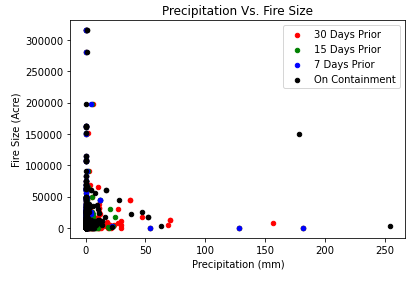 Precipitation Vs. Fire Size
30 Days Prior
15 Days Prior
7 Days Prior
On Containment
300000
250000
200000
150000
100000
50000
0
Fire Size (Acre)
0
50
100
150
200
250
Precipitation (mm)